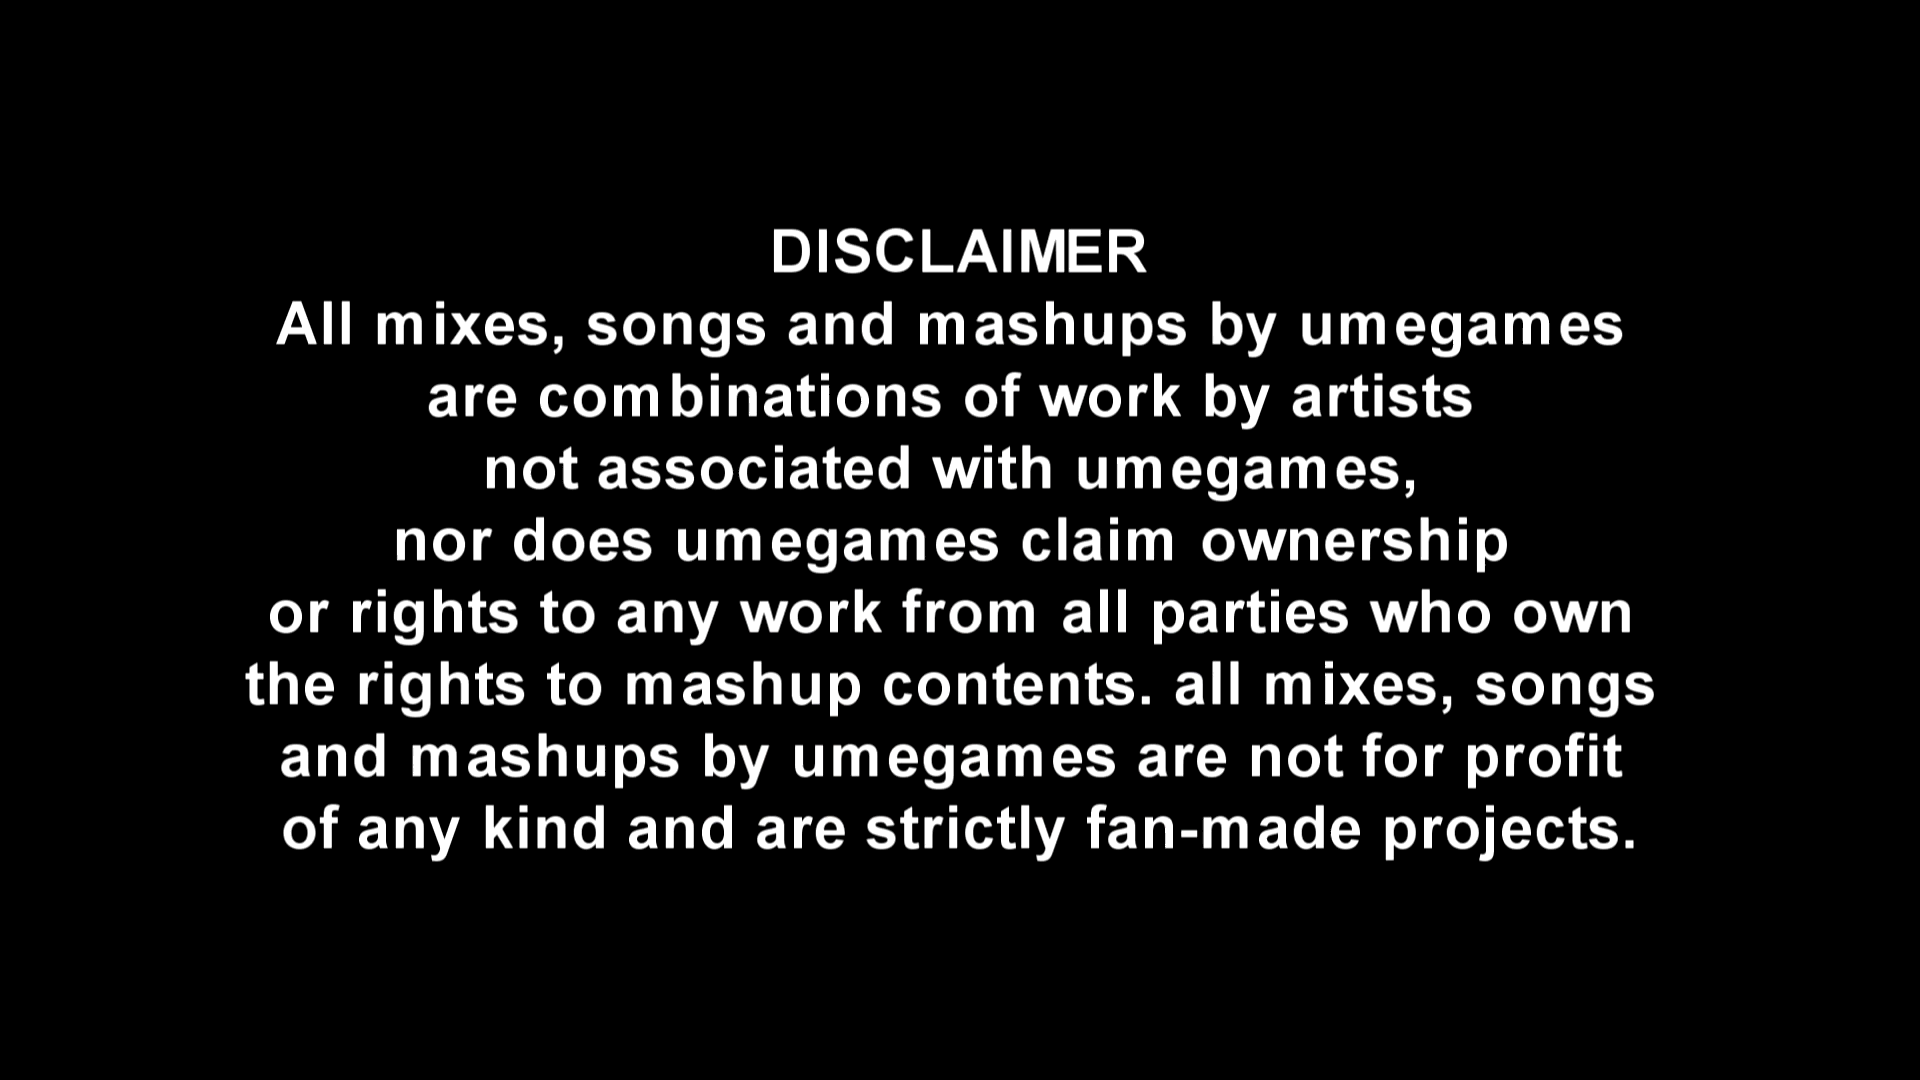 DISCLAIMER
All mixes, songs and mashups by umegames
are combinations of work by artists
not associated with umegames,
nor does umegames claim ownership
or rights to any work from all parties who own
the rights to mashup contents. all mixes, songs
and mashups by umegames are not for profit
of any kind and are strictly fan-made projects.